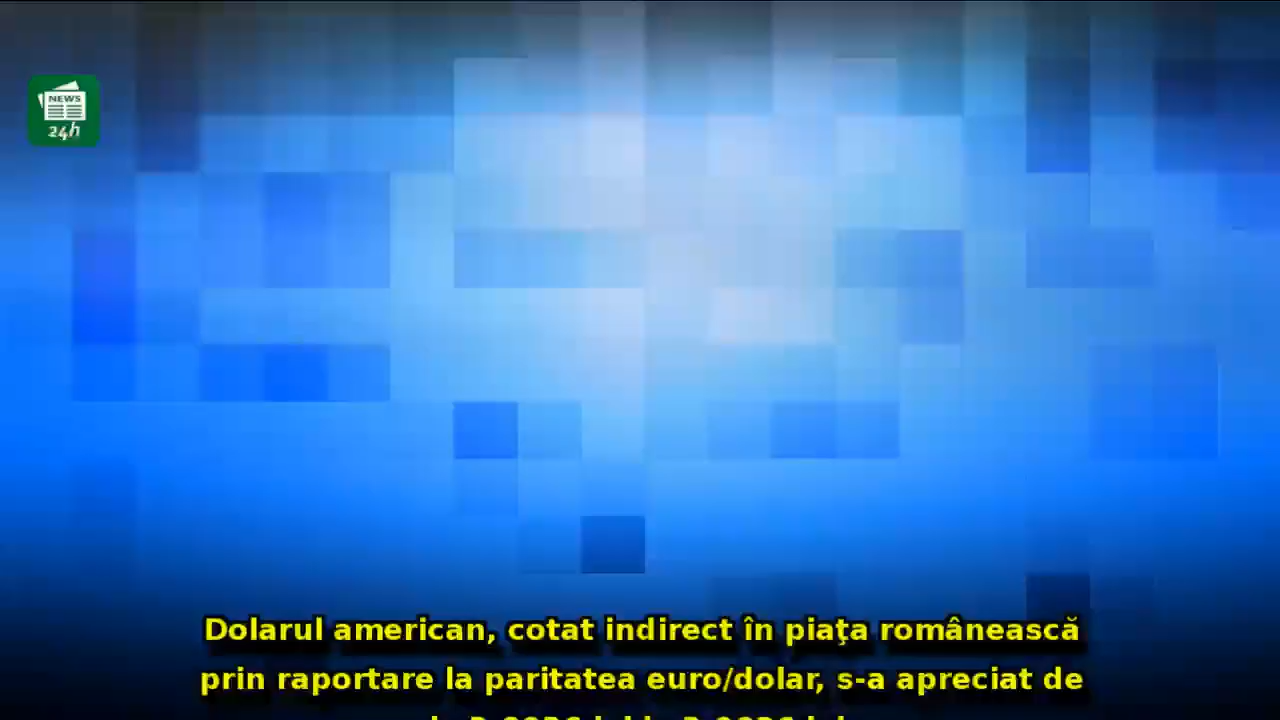 NEWS
24h
Dolarul american, cotat indirect în piaţa românească
prin raportare la paritatea euro/dolar, s-a apreciat de